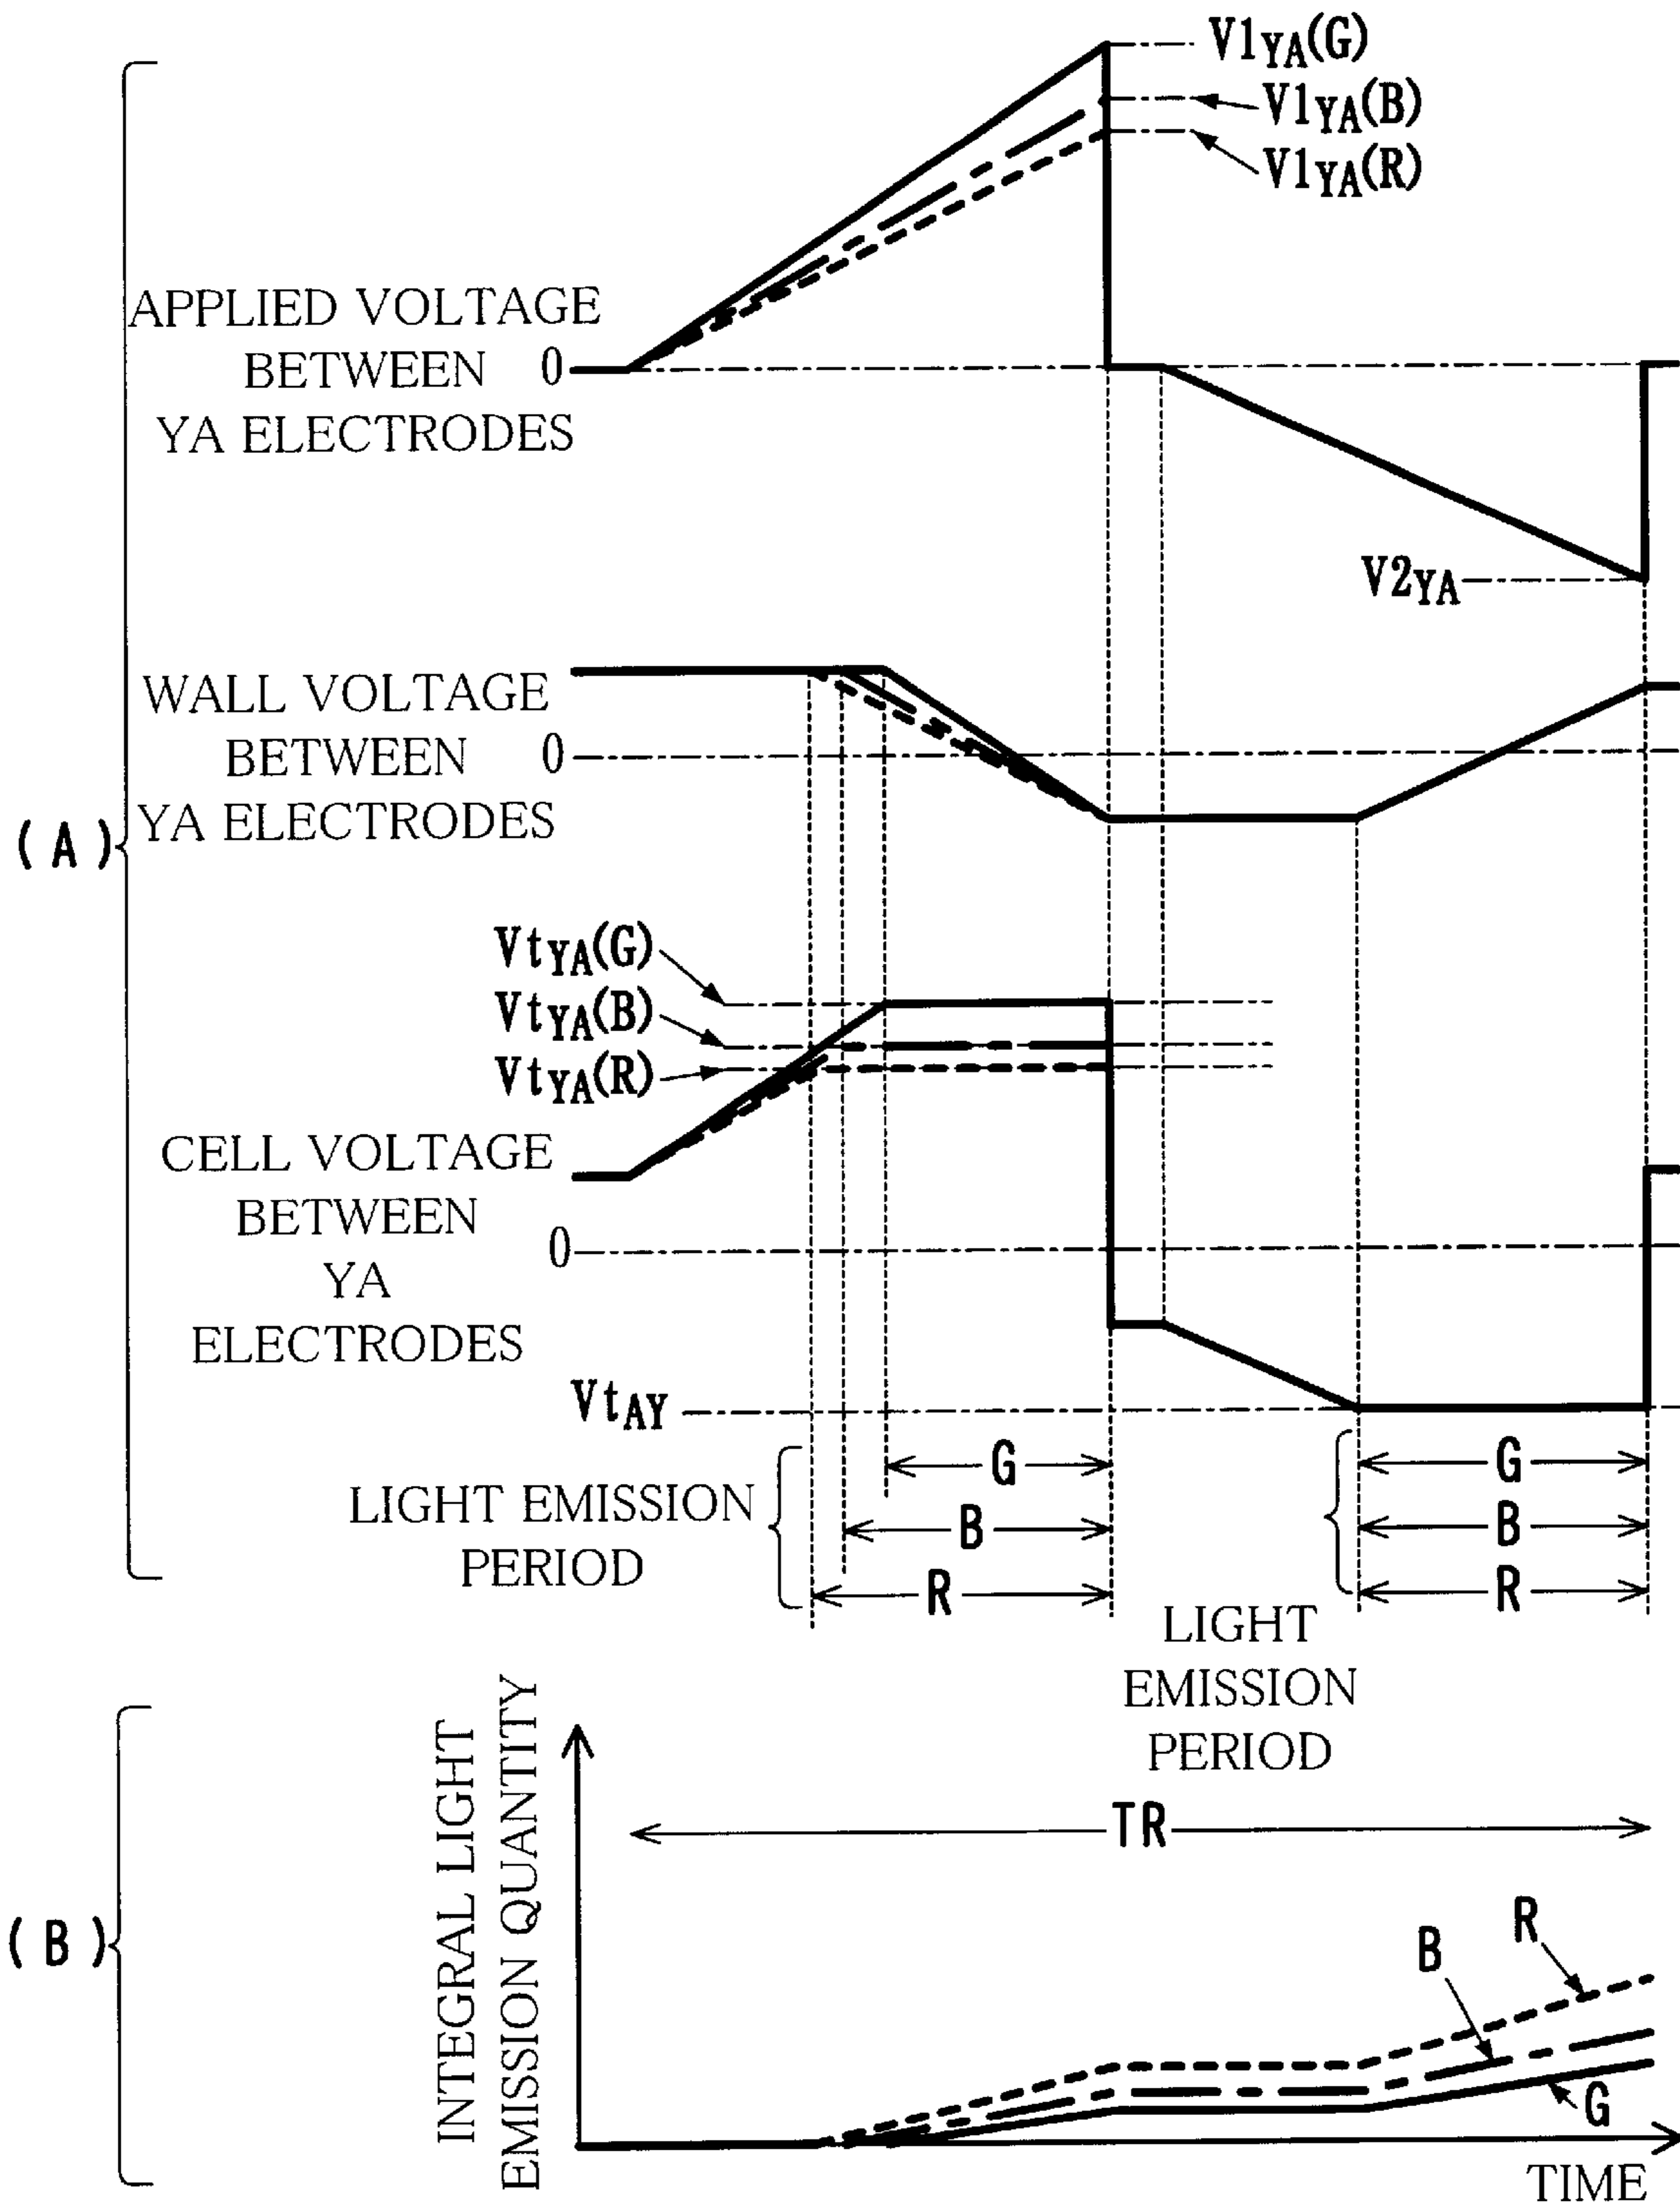 (A)
V1YA(G)
V1YA(B)
V1YA(R)
APPLIED VOLTAGE
BETWEEN 0
YA ELECTRODES
V2YA
WALL VOLTAGE
BETWEEN 0
YA ELECTRODES
VtYA(G)
VtYA(B)
VtYA(R)
CELL VOLTAGE
BETWEEN
0
YA
ELECTRODES
VtAY
LIGHT EMISSION
PERIOD
G
B
R
G
B
R
LIGHT
EMISSION
PERIOD
(B)
INTEGRAL LIGHT
EMISSION QUANTITY
TR
R
B
G
TIME